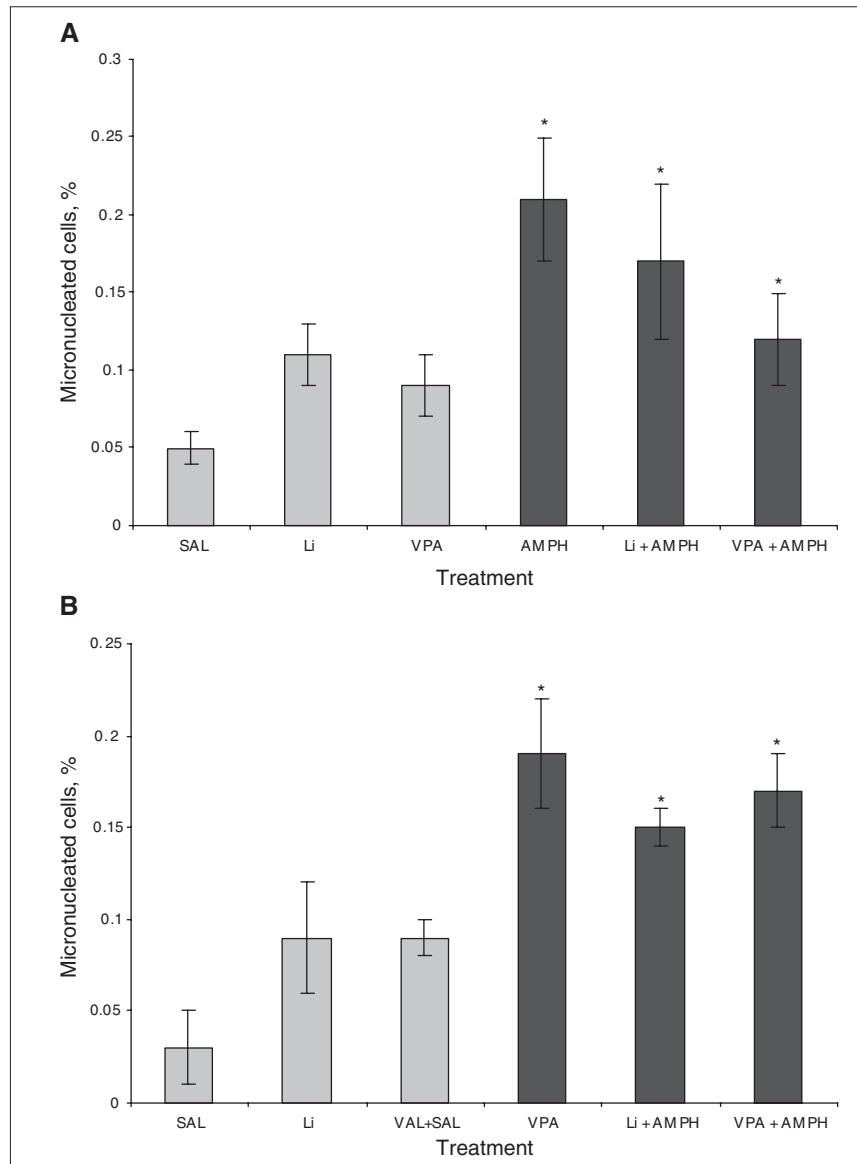 A
0.3
0.25
0.2
0.15
0.1
0.05
0
Micronucleated cells, %
*
*
*
SAL Li VPA AMPH Li + AMPH VPA + AMPH
Treatment
B
0.25
0.2
0.15
0.1
0.05
0
Micronucleated cells, %
*
*
*
SAL Li VAL+SAL VPA Li + AMPH VPA + AMPH
Treatment